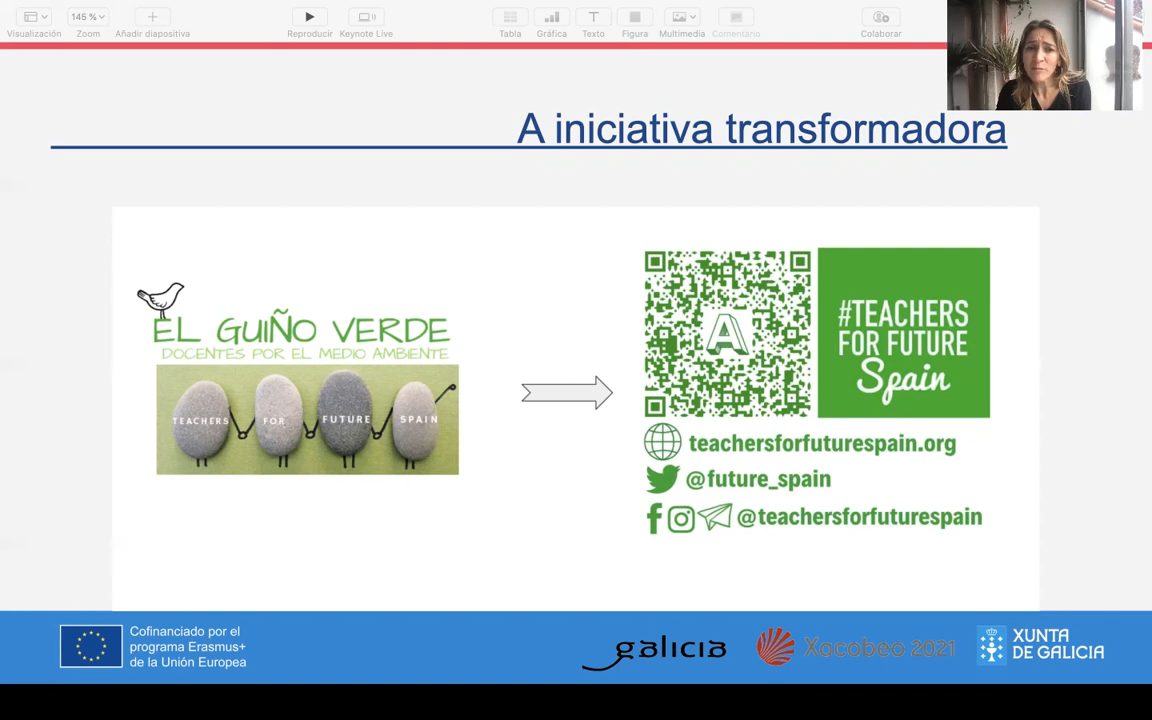 145 %
Visualización
Zoom
Añadir diapositiva
Reproducir
Keynote Live
Tabla
Gráfica
Texto
Figura
Multimedia
Comentario
Colaborar
A iniciativa transformadora
EL GUIÑO VERDE
DOCENTES POR EL MEDIO AMBIENTE
TEACHERS FOR FUTURE SPAIN
A
#TEACHERS
FOR FUTURE
Spain
teachersforfuturespain.org
@future_spain
@teachersforfuturespain
Cofinanciado por el
programa Erasmus+
de la Unión Europea
galicia
Xacobeo 2021
XUNTA
DE GALICIA